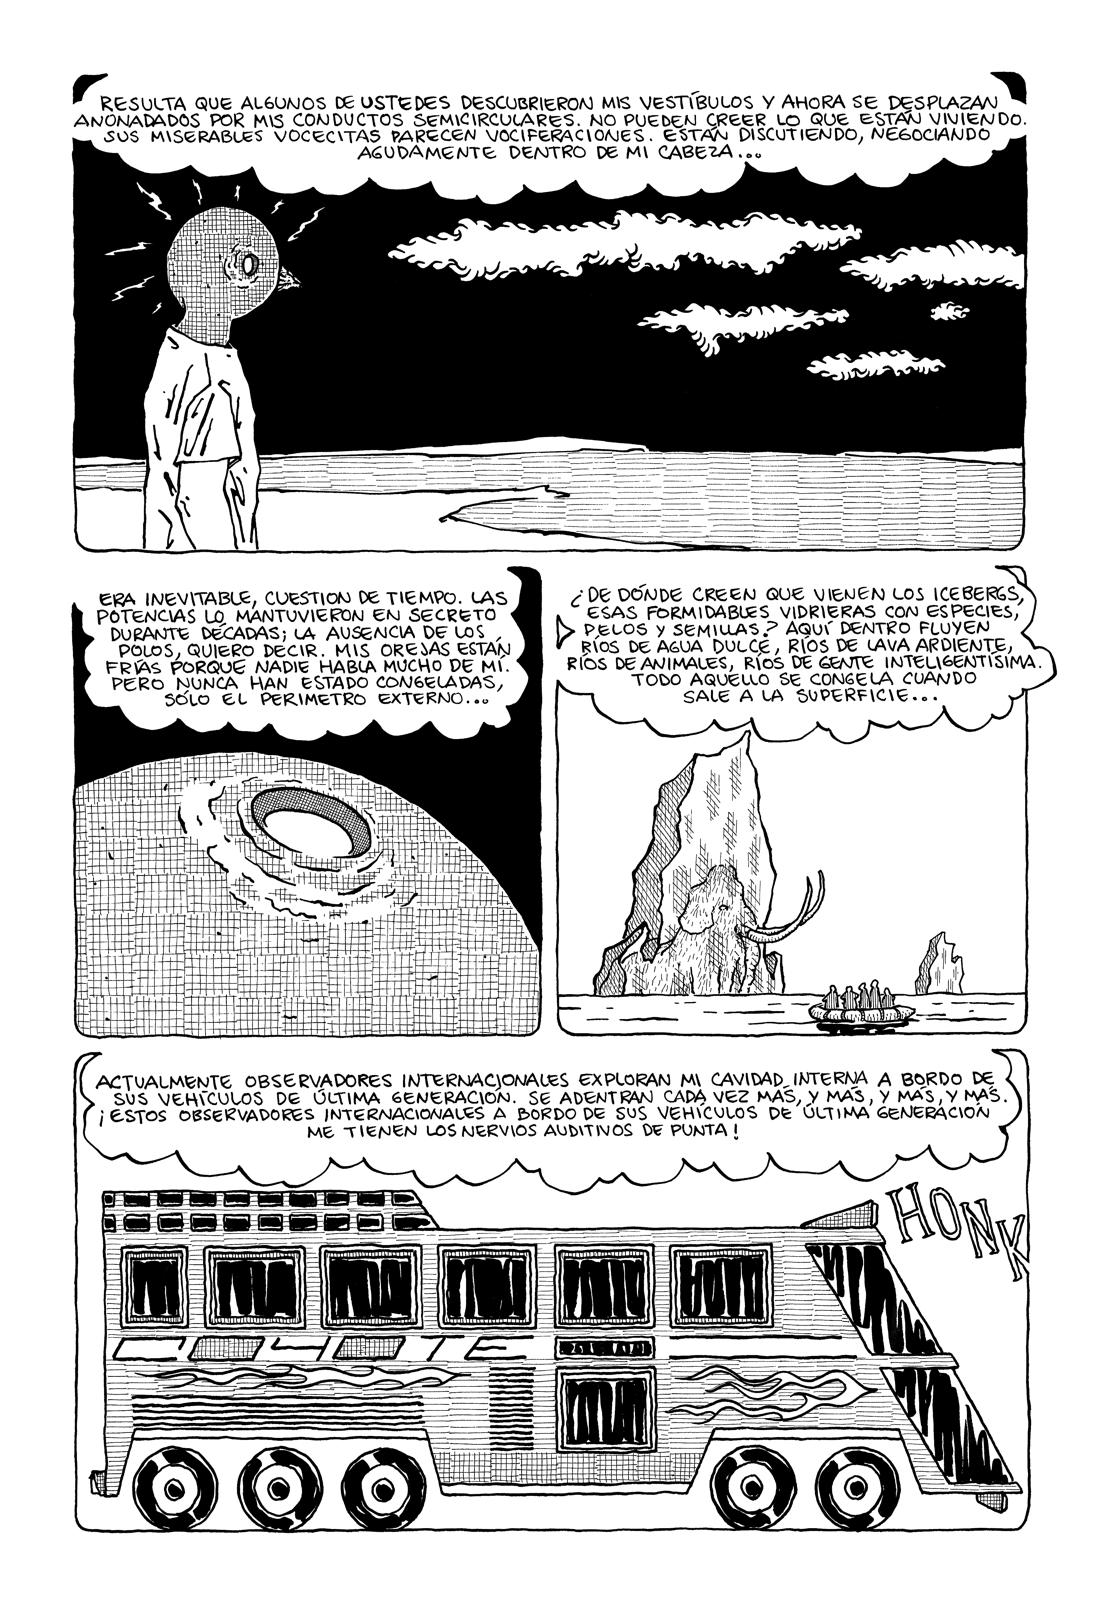 RESULTA QUE ALGUNOS DE USTEDES DESCUBRIERON MIS VESTÍBULOS Y AHORA SE DESPLAZAN
ANONADADOS POR MIS CONDUCTOS SEMICIRCULARES. NO PUEDEN CREER LO QUE ESTÁN VIVIENDO.
SUS MISERABLES VOCECITAS PARECEN VOCIFERACIONES. ESTÁN DISCUTIENDO, NEGOCIANDO
AGUDAMENTE DENTRO DE MI CABEZA...
ERA INEVITABLE, CUESTION DE TIEMPO. LAS
POTENCIAS LO MANTUVIERON EN SECRETO
DURANTE DÉCADAS; LA AUSENCIA DE LOS
POLOS, QUIERO DECIR. MIS OREJAS ESTÁN
FRÍAS PORQUE NADIE HABLA MUCHO DE MÍ.
PERO NUNCA HAN ESTADO CONGELADAS,
SÓLO EL PERIMETRO EXTERNO...
¿DE DÓNDE CREEN QUE VIENEN LOS ICEBERGS,
ESAS FORMIDABLES VIDRIERAS CON ESPECIES,
PELOS Y SEMILLAS? AQUÍ DENTRO FLUYEN
RÍOS DE AGUA DULCE, RÍOS DE LAVA ARDIENTE,
RÍOS DE ANIMALES, RÍOS DE GENTE INTELIGENTÍSIMA.
TODO AQUELLO SE CONGELA CUANDO
SALE A LA SUPERFICIE...
ACTUALMENTE OBSERVADORES INTERNACIONALES EXPLORAN MI CAVIDAD INTERNA A BORDO DE
SUS VEHÍCULOS DE ÚLTIMA GENERACIÓN. SE ADENTRAN CADA VEZ MÁS, Y MÁS, Y MÁS, Y MÁS.
¡ESTOS OBSERVADORES INTERNACIONALES A BORDO DE SUS VEHÍCULOS DE ÚLTIMA GENERACIÓN
ME TIENEN LOS NERVIOS AUDITIVOS DE PUNTA!
HONK
COYOTE